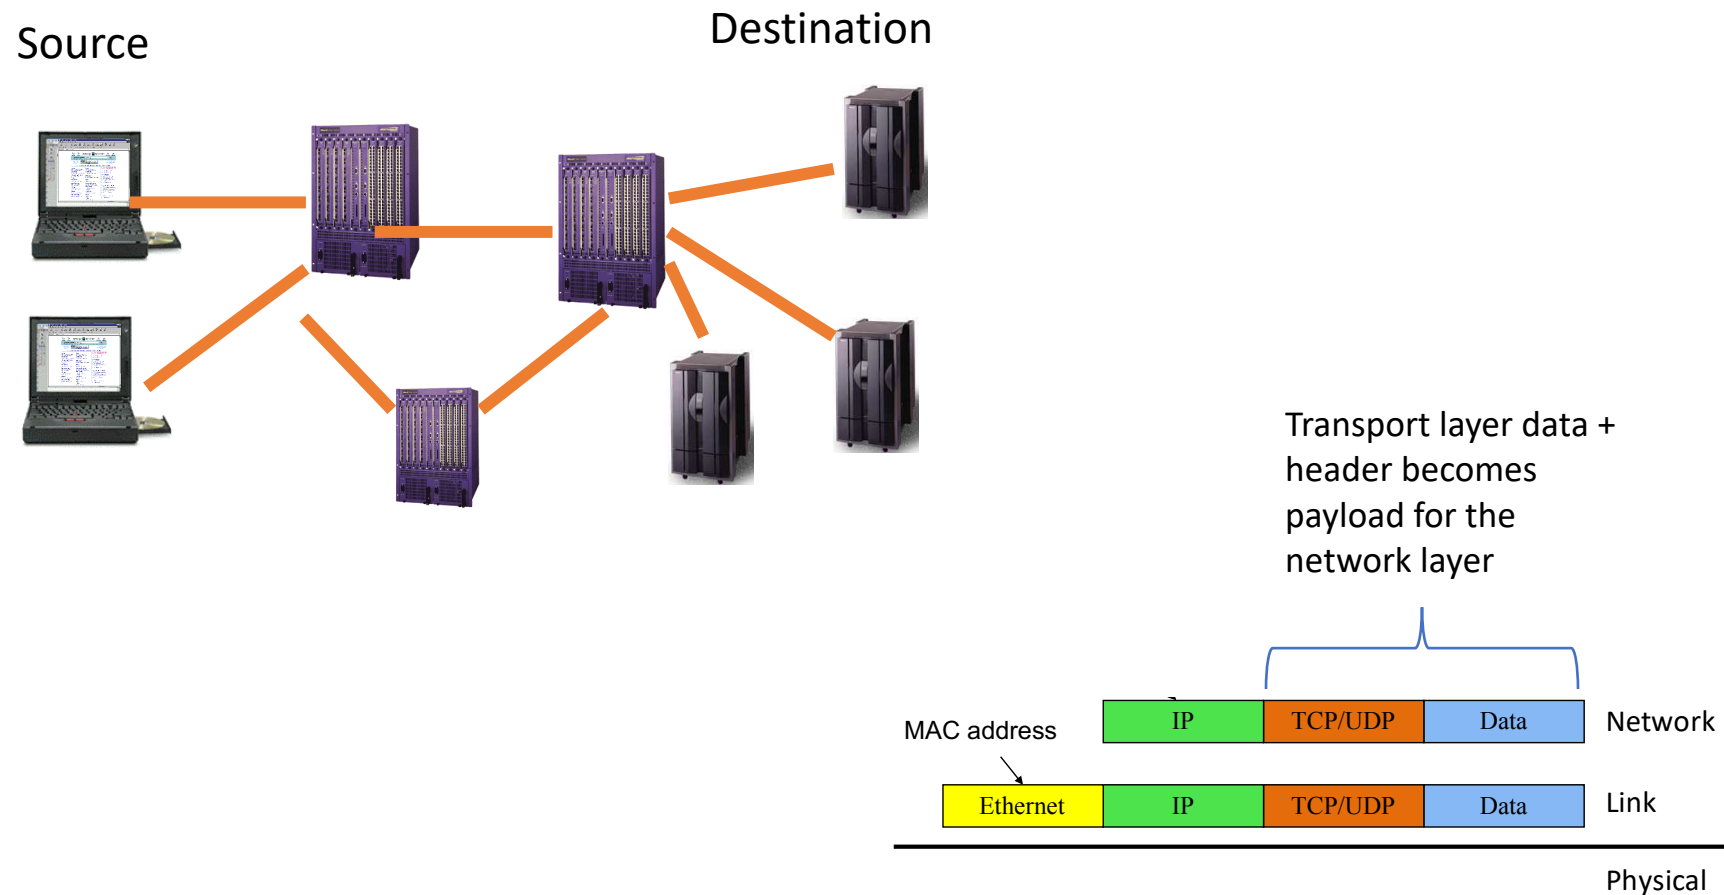 Source
Destination
Transport layer data +
header becomes
payload for the
network layer
IP TCP/UDP Data Network
MAC address
Ethernet IP TCP/UDP Data Link
Physical